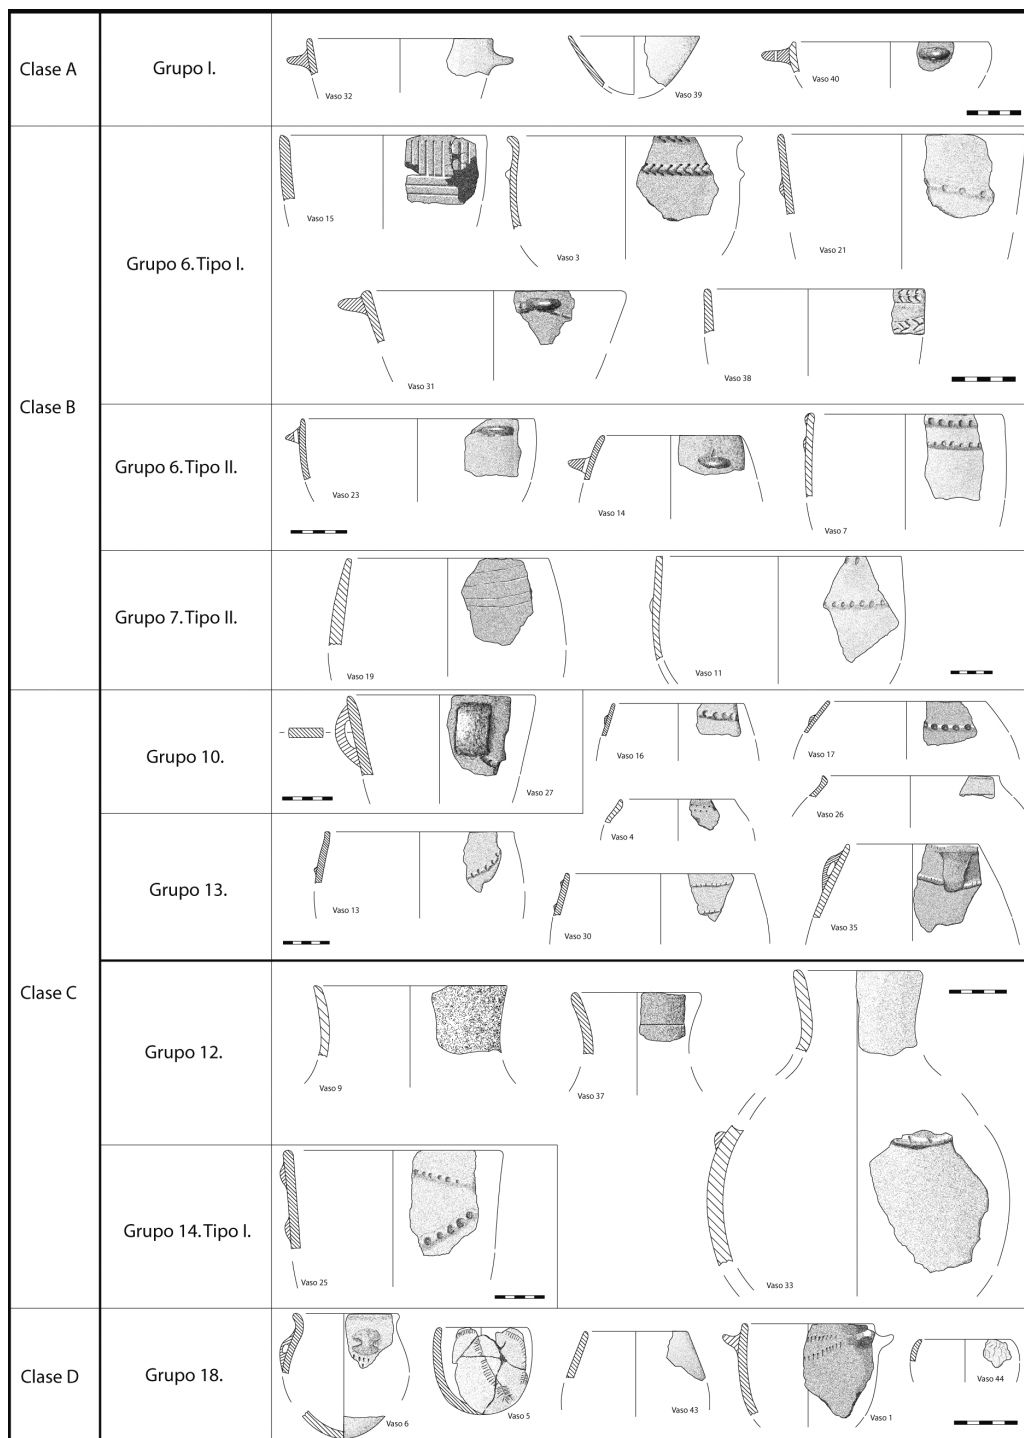 Clase A
Grupo I.
Vaso 32
Vaso 39
Vaso 40
Clase B
Grupo 6. Tipo I.
Vaso 15
Vaso 3
Vaso 21
Vaso 31
Vaso 38
Grupo 6. Tipo II.
Vaso 23
Vaso 14
Vaso 7
Grupo 7. Tipo II.
Vaso 19
Vaso 11
Clase C
Grupo 10.
Vaso 27
Vaso 16
Vaso 17
Vaso 4
Vaso 26
Grupo 13.
Vaso 13
Vaso 30
Vaso 35
Grupo 12.
Vaso 9
Vaso 37
Vaso 33
Grupo 14. Tipo I.
Vaso 25
Clase D
Grupo 18.
Vaso 6
Vaso 5
Vaso 43
Vaso 1
Vaso 44